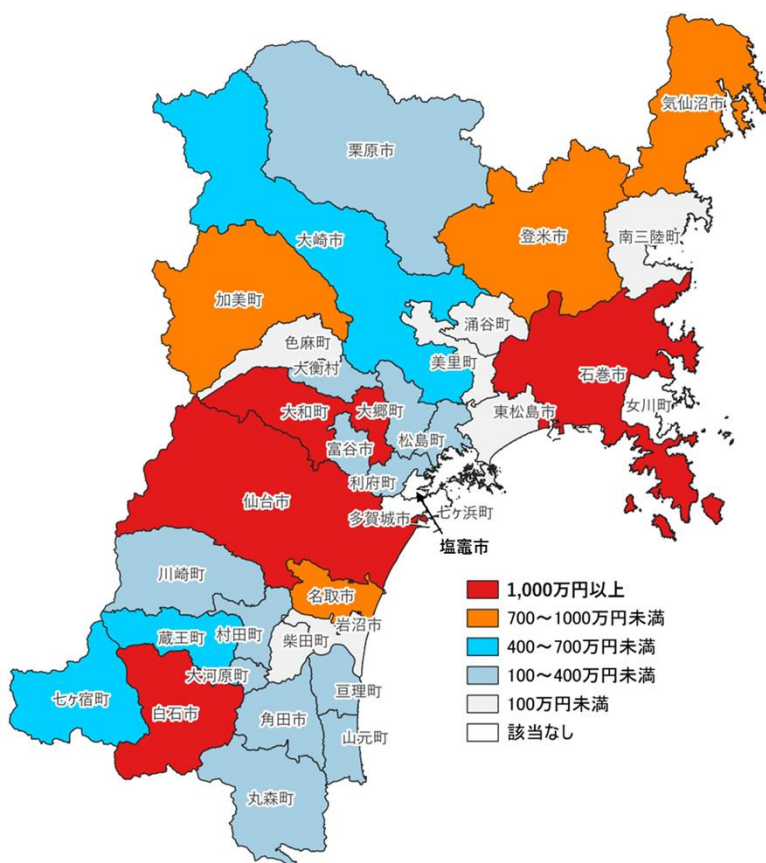 気仙沼市
栗原市
登米市
南三陸町
大崎市
加美町
涌谷町
色麻町
美里町
大衡村
石巻市
女川町
大和町
大郷町
東松島市
松島町
富谷市
利府町
仙台市
多賀城市
七ヶ浜町
塩竈市
川崎町
名取市
岩沼市
蔵王町
村田町
柴田町
大河原町
亘理町
七ヶ宿町
白石市
角田市
山元町
丸森町
1,000万円以上
700～1000万円未満
400～700万円未満
100～400万円未満
100万円未満
該当なし